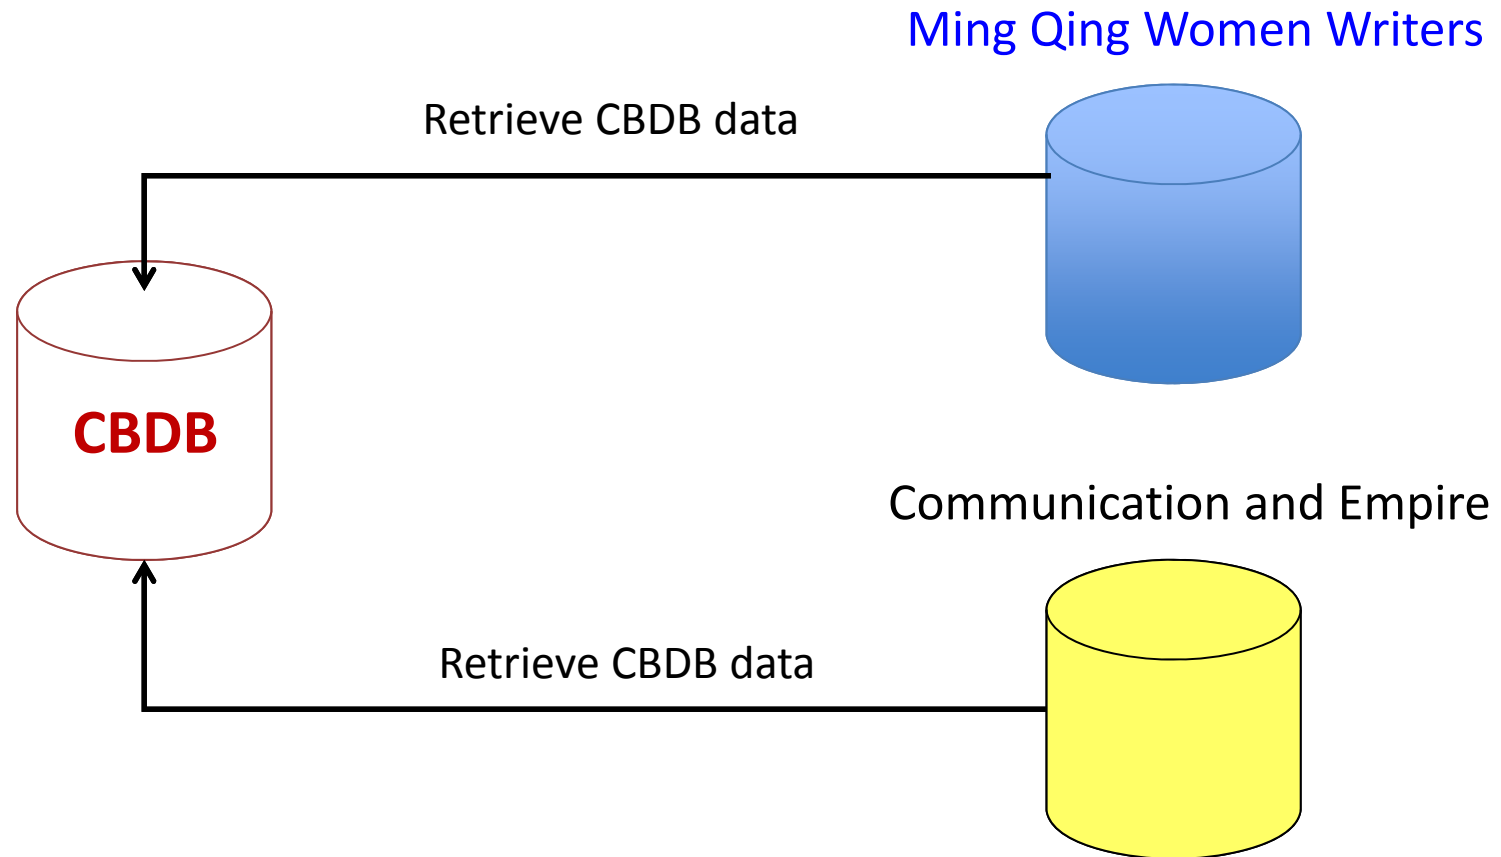 Ming Qing Women Writers
Retrieve CBDB data
CBDB
Communication and Empire
Retrieve CBDB data